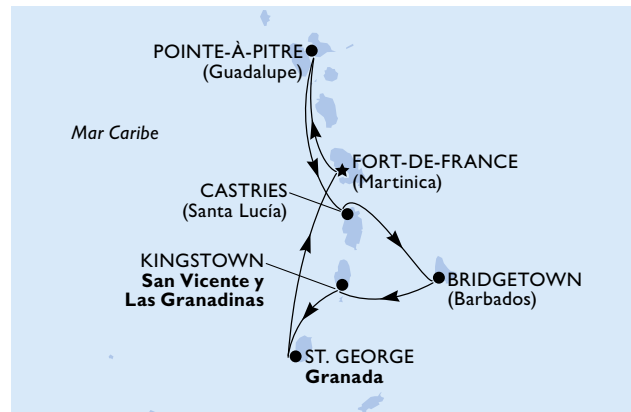 POINTE-À-PITRE
(Guadalupe)
Mar Caribe
FORT-DE-FRANCE
(Martinica)
CASTRIES
(Santa Lucía)
KINGSTOWN
San Vicente y
Las Granadinas
BRIDGETOWN
(Barbados)
ST. GEORGE
Granada